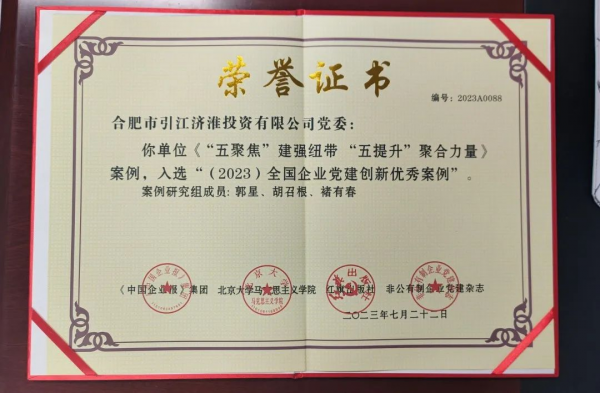 荣誉证书
编号：2023A0088
合肥市引江济淮投资有限公司党委：
你单位《“五聚焦”建强纽带 “五提升”聚合力量》
案例，入选“（2023）全国企业党建创新优秀案例”。
案例研究组成员：郭星、胡召根、褚有春
《中国企业报》集团 北京大学马克思主义学院 红旗出版社 非公有制企业党建杂志
二〇二三年七月二十二日